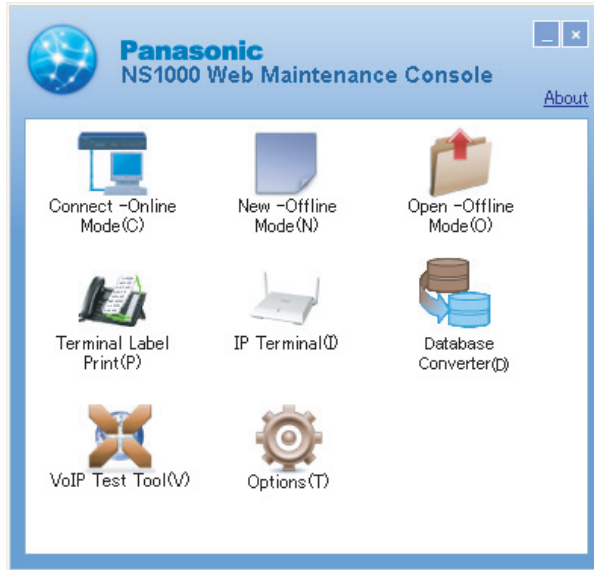 Panasonic
NS1000 Web Maintenance Console
About
Connect -Online
Mode(C)
New -Offline
Mode(N)
Open -Offline
Mode(O)
Terminal Label
Print(P)
IP Terminal(I)
Database
Converter(D)
VoIP Test Tool(V)
Options(T)